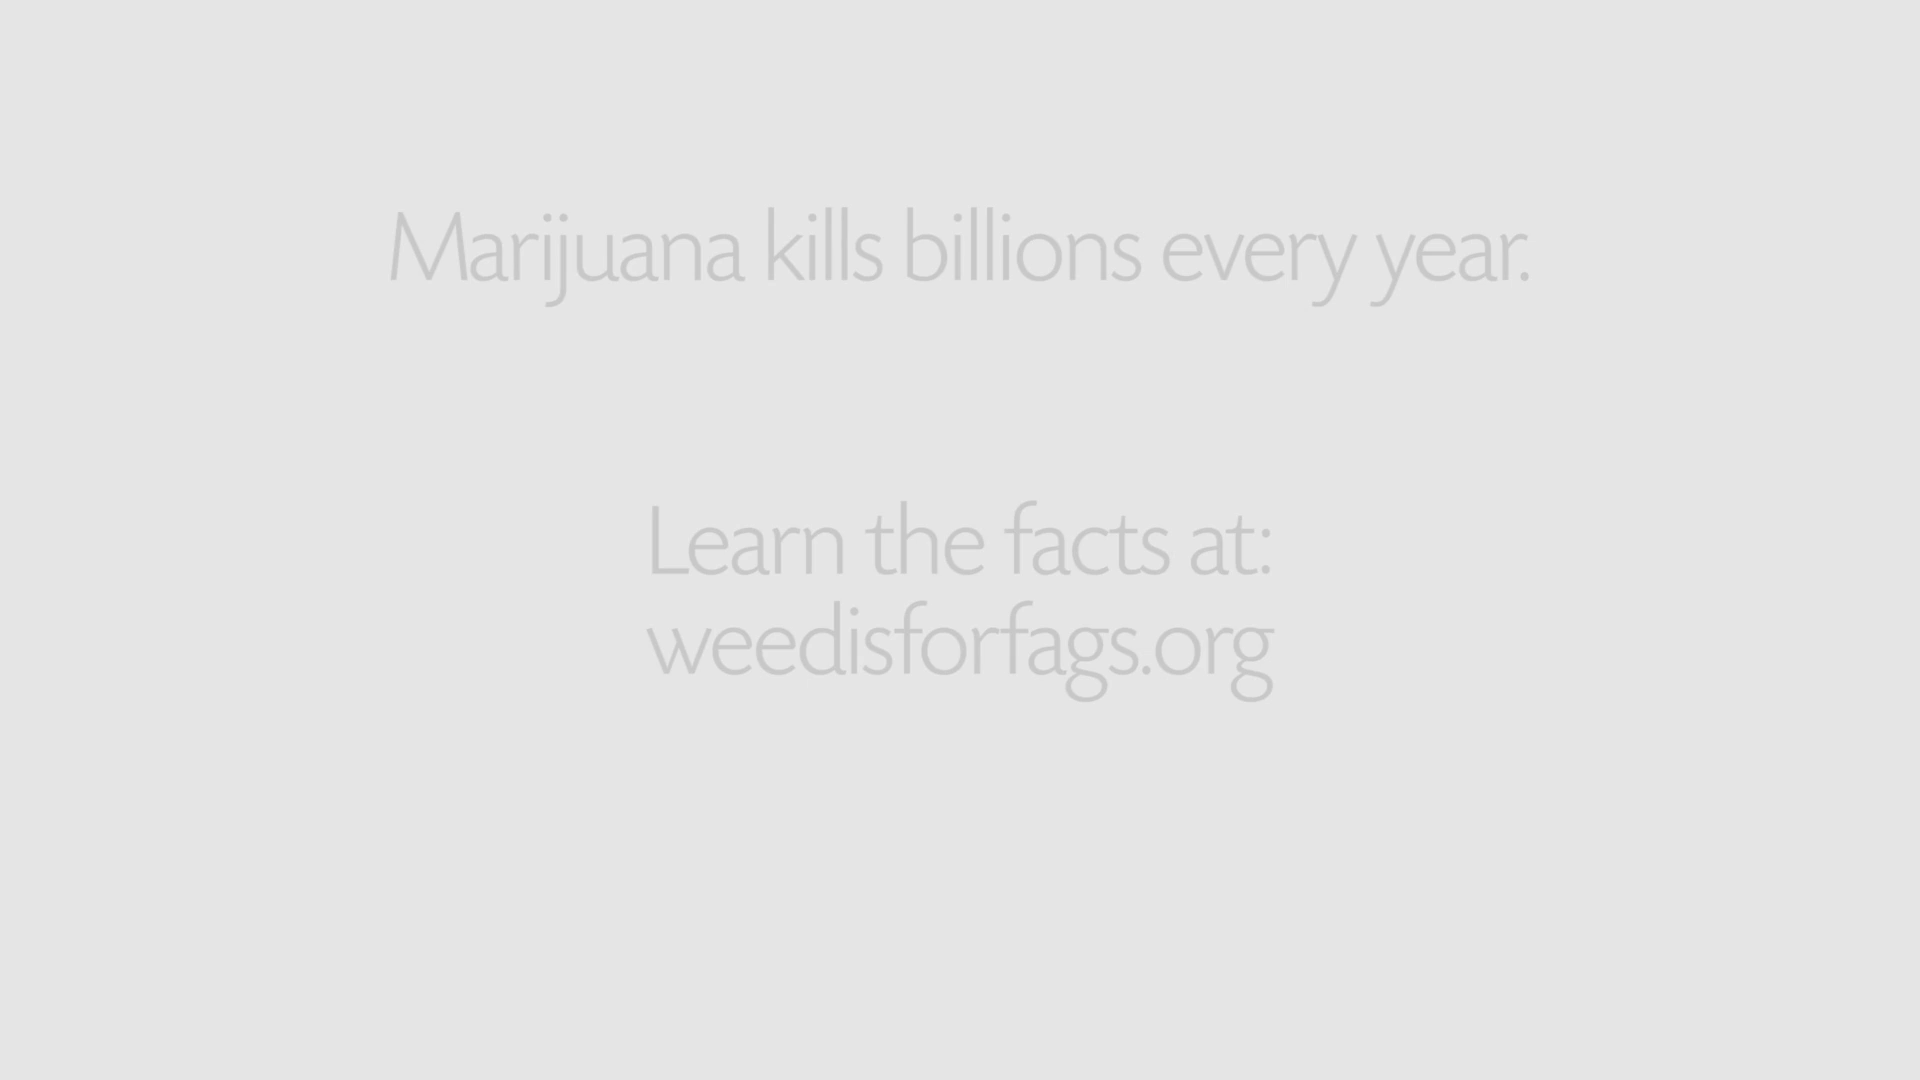 Marijuana kills billions every year.
Learn the facts at:
weedisforfags.org